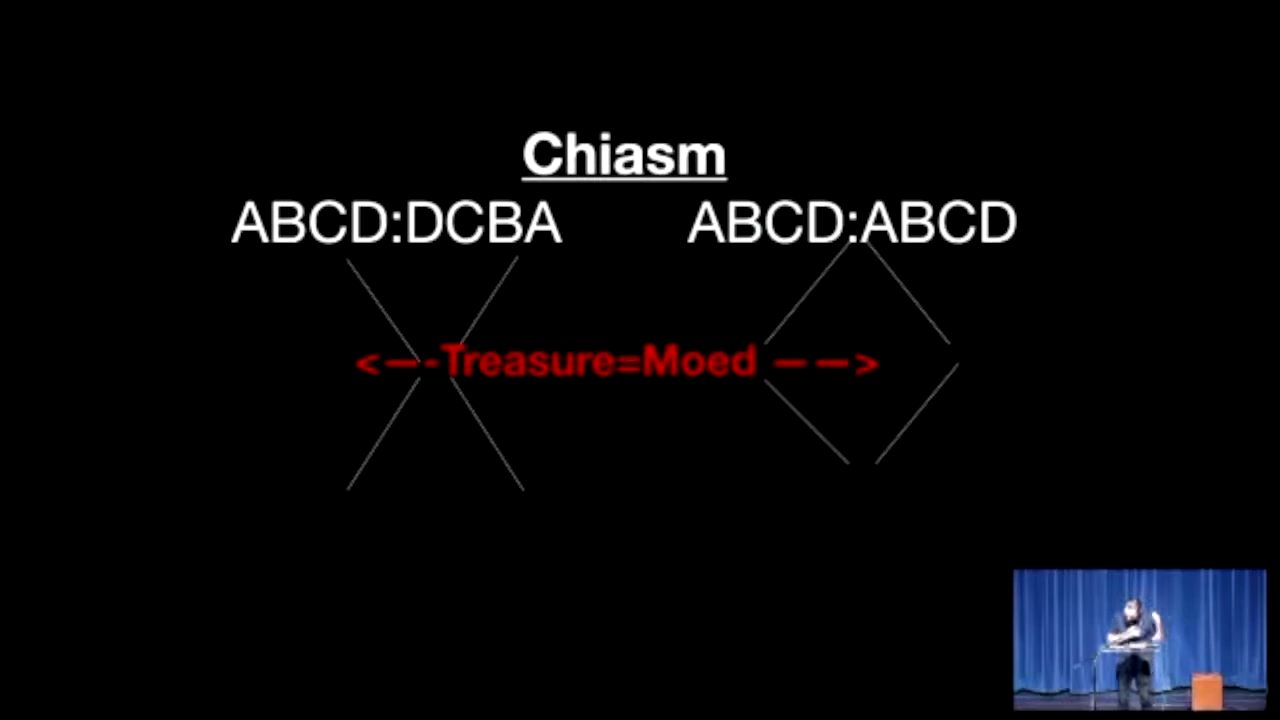 Chiasm
ABCD:DCBA ABCD:ABCD
<—-Treasure=Moed — —>